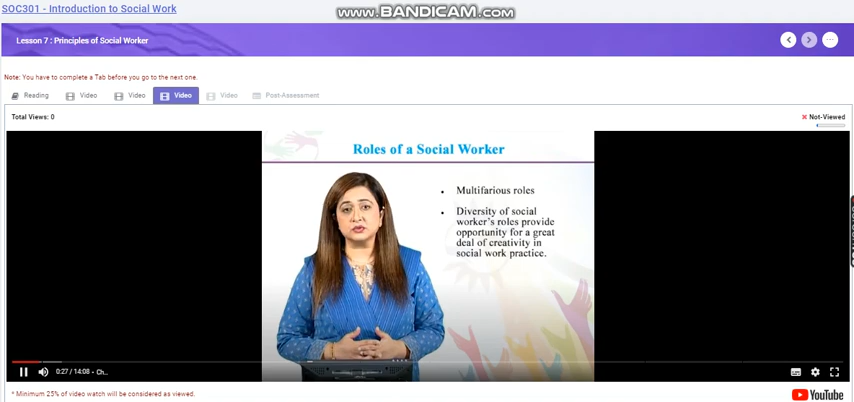 SOC301 - Introduction to Social Work
www.BANDICAM.com
Lesson 7 : Principles of Social Worker
Note: You have to complete a Tab before you go to the next one.
Reading Video Video Video Video Post-Assessment
Total Views: 0
Not-Viewed
Roles of a Social Worker
• Multifarious roles
• Diversity of social
worker's roles provide
opportunity for a great
deal of creativity in
social work practice.
0:27 / 14:08 • Ch...
* Minimum 25% of video watch will be considered as viewed.
YouTube